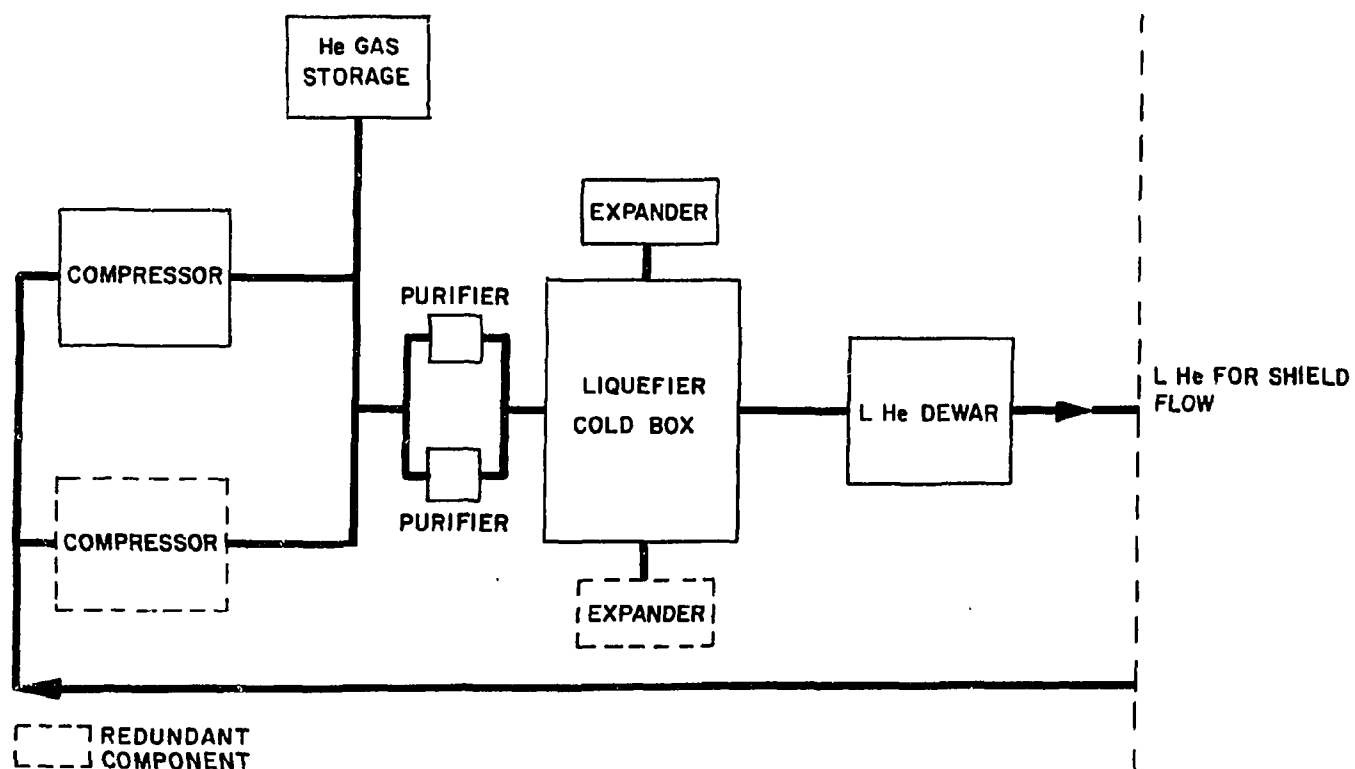 He GAS
STORAGE
EXPANDER
COMPRESSOR
PURIFIER
LIQUEFIER
COLD BOX
L He DEWAR
L He FOR SHIELD
FLOW
PURIFIER
COMPRESSOR
EXPANDER
REDUNDANT
COMPONENT